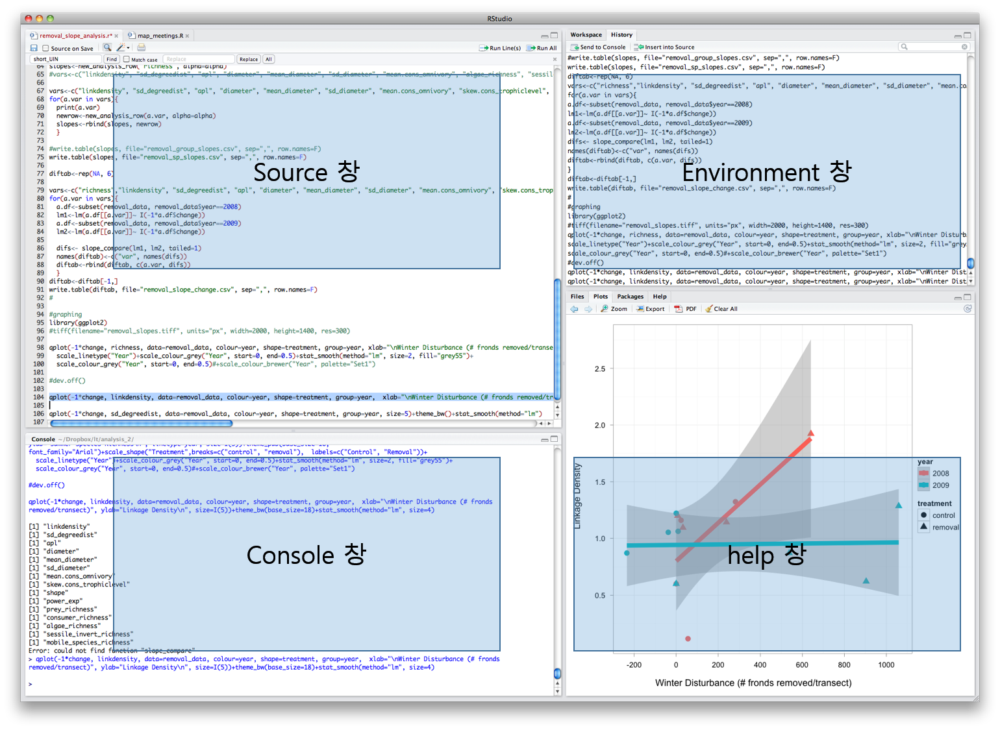 RStudio
removal_slope_analysis.r* ×
map_meetings.R ×
Source on Save
Run Line(s)
Run All
short_UIN
Find
Match case
Replace
Replace
All
64 slopes<-new_analysis_row("richness", alpha=alpha)
65 #vars<-c("linkdensity", "sd_degreedist", "apl", "diameter", "mean_diameter", "sd_diameter", "mean.cons_omnivory", "algae_richness", "sessil
66
67 vars<-c("linkdensity", "sd_degreedist", "apl", "diameter", "mean_diameter", "sd_diameter", "mean.cons_omnivory", "skew.cons_trophiclevel",
68 for(a.var in vars){
69 print(a.var)
70 newrow<-new_analysis_row(a.var, alpha=alpha)
71 slopes<-rbind(slopes, newrow)
72 }
73
74 #write.table(slopes, file="removal_group_slopes.csv", sep=",", row.names=F)
75 write.table(slopes, file="removal_sp_slopes.csv", sep=",", row.names=F)
76
77 diftab<-rep(NA, 6)
78
79 vars<-c("richness","linkdensity", "sd_degreedist", "apl", "diameter", "mean_diameter", "sd_diameter", "mean.cons_omnivory", "skew.cons_trop
80 for(a.var in vars){
81 a.df<-subset(removal_data, removal_data$year==2008)
82 lm1<-lm(a.df[[a.var]]~ I(-1*a.df$change))
83 a.df<-subset(removal_data, removal_data$year==2009)
84 lm2<-lm(a.df[[a.var]]~ I(-1*a.df$change))
85
86 difs<- slope_compare(lm1, lm2, tailed=1)
87 names(diftab)<-c("var", names(difs))
88 diftab<-rbind(diftab, c(a.var, difs))
89 }
90 diftab<-diftab[-1,]
91 write.table(diftab, file="removal_slope_change.csv", sep=",", row.names=F)
92 #
93
94 #graphing
95 library(ggplot2)
96 #tiff(filename="removal_slopes.tiff", units="px", width=2000, height=1400, res=300)
97
98 qplot(-1*change, richness, data=removal_data, colour=year, shape=treatment, group=year, xlab="\nWinter Disturbance (# fronds removed/transe
99 scale_linetype("Year")+scale_colour_grey("Year", start=0, end=0.5)+stat_smooth(method="lm", size=2, fill="grey55")+
100 scale_colour_grey("Year", start=0, end=0.5)#+scale_colour_brewer("Year", palette="Set1")
101
102 #dev.off()
103
104 qplot(-1*change, linkdensity, data=removal_data, colour=year, shape=treatment, group=year, xlab="\nWinter Disturbance (# fronds removed/tr
105
106 qplot(-1*change, sd_degreedist, data=removal_data, colour=year, shape=treatment, group=year, size=5)+theme_bw()+stat_smooth(method="lm")
107
Source 창
Console ~/Dropbox/lt/analysis_2/
font_family="Arial")+scale_shape("Treatment",breaks=c("control", "removal"), labels=c("Control", "Removal"))+
scale_linetype("Year")+scale_colour_grey("Year", start=0, end=0.5)+stat_smooth(method="lm", size=2, fill="grey55")+
scale_colour_grey("Year", start=0, end=0.5)#+scale_colour_brewer("Year", palette="Set1")
#dev.off()
qplot(-1*change, linkdensity, data=removal_data, colour=year, shape=treatment, group=year, xlab="\nWinter Disturbance (# fronds
removed/transect)", ylab="Linkage Density\n", size=I(5))+theme_bw(base_size=18)+stat_smooth(method="lm", size=4)
[1] "linkdensity"
[1] "sd_degreedist"
[1] "apl"
[1] "diameter"
[1] "mean_diameter"
[1] "sd_diameter"
[1] "mean.cons_omnivory"
[1] "skew.cons_trophiclevel"
[1] "shape"
[1] "power_exp"
[1] "prey_richness"
[1] "consumer_richness"
[1] "algae_richness"
[1] "sessile_invert_richness"
[1] "mobile_species_richness"
Error: could not find function "slope_compare"
> qplot(-1*change, linkdensity, data=removal_data, colour=year, shape=treatment, group=year, xlab="\nWinter Disturbance (# fronds
removed/transect)", ylab="Linkage Density\n", size=I(5))+theme_bw(base_size=18)+stat_smooth(method="lm", size=4)
>
Console 창
Workspace
History
Send to Console
Insert into Source
#write.table(slopes, file="removal_group_slopes.csv", sep=",", row.names=F)
write.table(slopes, file="removal_sp_slopes.csv", sep=",", row.names=F)
diftab<-rep(NA, 6)
vars<-c("richness","linkdensity", "sd_degreedist", "apl", "diameter", "mean_diameter", "sd_diameter", "mean.co
for(a.var in vars){
a.df<-subset(removal_data, removal_data$year==2008)
lm1<-lm(a.df[[a.var]]~ I(-1*a.df$change))
a.df<-subset(removal_data, removal_data$year==2009)
lm2<-lm(a.df[[a.var]]~ I(-1*a.df$change))
difs<- slope_compare(lm1, lm2, tailed=1)
names(diftab)<-c("var", names(difs))
diftab<-rbind(diftab, c(a.var, difs))
}
diftab<-diftab[-1,]
write.table(diftab, file="removal_slope_change.csv", sep=",", row.names=F)
#
#graphing
library(ggplot2)
#tiff(filename="removal_slopes.tiff", units="px", width=2000, height=1400, res=300)
qplot(-1*change, richness, data=removal_data, colour=year, shape=treatment, group=year, xlab="\nWinter Disturb
scale_linetype("Year")+scale_colour_grey("Year", start=0, end=0.5)+stat_smooth(method="lm", size=2, fill="grey
scale_colour_grey("Year", start=0, end=0.5)#+scale_colour_brewer("Year", palette="Set1")
#dev.off()
qplot(-1*change, linkdensity, data=removal_data, colour=year, shape=treatment, group=year, xlab="\nWinter Dist
qplot(-1*change, linkdensity, data=removal_data, colour=year, shape=treatment, group=year, xlab="\nWinter Dist
Environment 창
Files
Plots
Packages
Help
Zoom
Export
PDF
Clear All
2.5
2.0
1.5
1.0
0.5
Linkage Density
-200
0
200
400
600
800
1000
Winter Disturbance (# fronds removed/transect)
year
2008
2009
treatment
control
removal
help 창